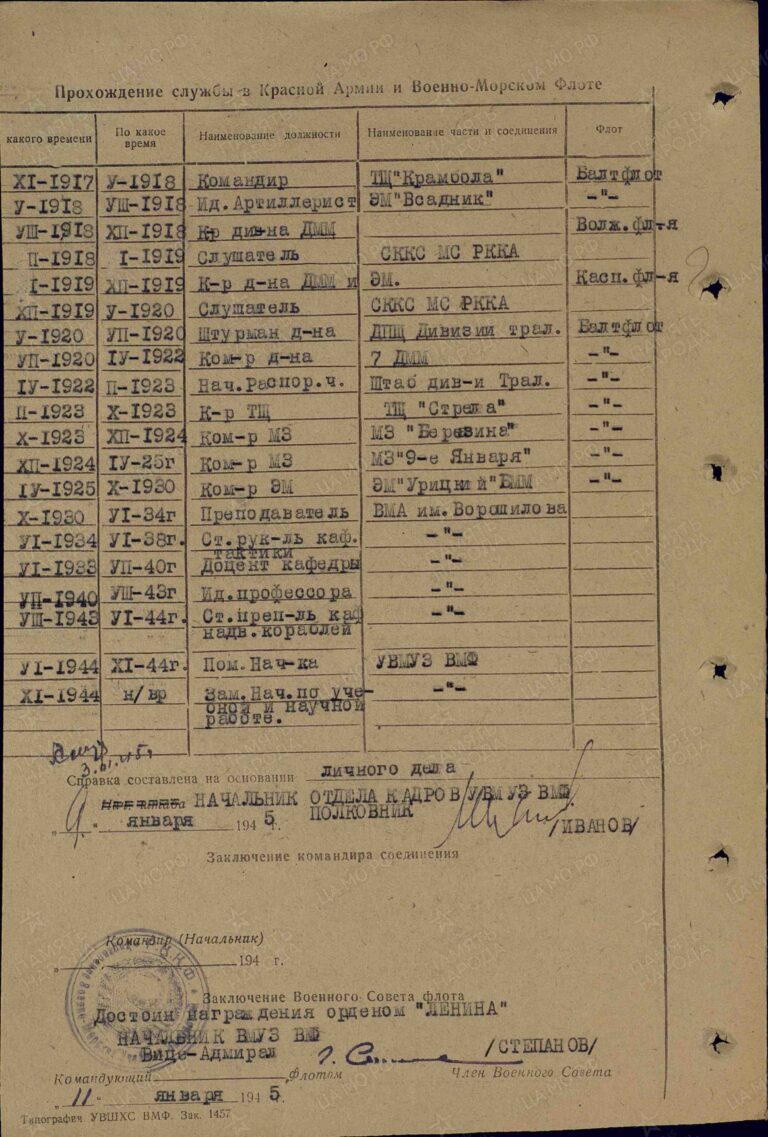 Прохождение службы в Красной Армии и Военно-Морском Флоте
какого времени По какое время Наименование должности Наименование части и соединения Флот
XI-1917 У-1918 Командир ТЩ"Крамбола" Балтфлот
У-1918 УШ-1918 Ид. Артиллерист ЭМ"Всадник" -"-
УШ-1918 ХП-1918 К-р див-на ДММ Волж.фл-я
П-1918 I-1919 Слушатель СККС МС РККА
I-1919 ХП-1919 К-р д-на ДММ и ЭМ. Касп.фл-я
ХП-1919 У-1920 Слушатель СККС МС РККА
У-1920 УП-1920 Штурман д-на ДПЩ Дивизии трал. Балтфлот
УП-1920 IУ-1922 Ком-р д-на 7 ДММ -"-
IУ-1922 П-1923 Нач.Распор.ч. Штаб див-и Трал. -"-
П-1923 Х-1923 К-р ТЩ ТЩ "Стрела" -"-
Х-1923 ХП-1924 Ком-р МЗ МЗ "Березина" -"-
ХП-1924 IУ-25г Ком-р МЗ МЗ"9-е Января" -"-
IУ-1925 Х-1930 Ком-р ЭМ ЭМ"Урицкий"БММ -"-
Х-1930 УI-34г Преподаватель ВМА им.Ворошилова
УI-1934 УI-38г. Ст.рук-ль каф. -"-
тактики
УI-1938 УП-40г Доцент кафедры -"-
УП-1940 УШ-43г Ид.профессора -"-
УШ-1943 УI-44г. Ст.преп-ль каф -"-
надв.кораблей
УI-1944 ХI-44г. Пом.Нач-ка УВМУЗ ВМФ
ХI-1944 н/вр Зам.Нач.по уче- -"-
бной и научной
работе.
Справка составлена на основании личного дела
НАЧАЛЬНИК ОТДЕЛА КАДРОВ УВМУЗ ВМФ
ПОЛКОВНИК
"9" января 1945 г. /ИВАНОВ/
Заключение командира соединения
Командир (Начальник)
" " 194 г.
Заключение Военного Совета флота
Достоин награждения орденом "ЛЕНИНА"
НАЧАЛЬНИК ВМУЗ ВМФ
Вице-Адмирал /СТЕПАНОВ/
Командующий Флотом Член Военного Совета
"11" января 1945 г.
Типография УВШХС ВМФ. Зак. 1457